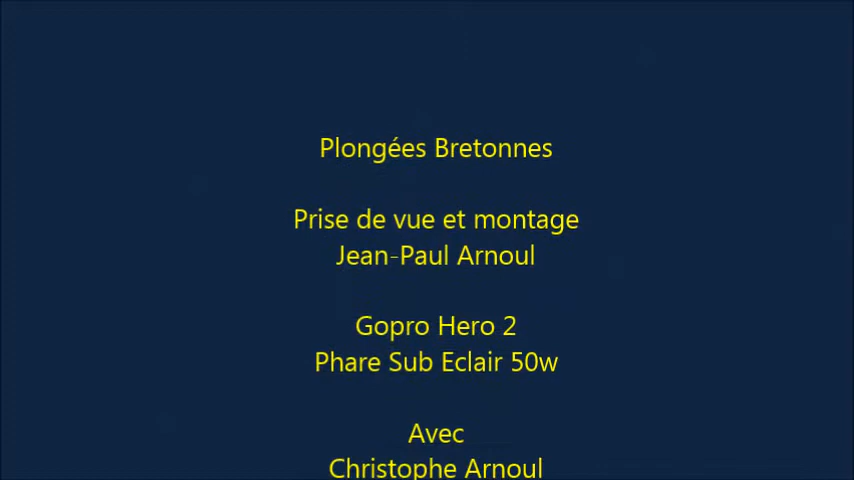 Plongées Bretonnes
Prise de vue et montage
Jean-Paul Arnoul
Gopro Hero 2
Phare Sub Eclair 50w
Avec
Christophe Arnoul